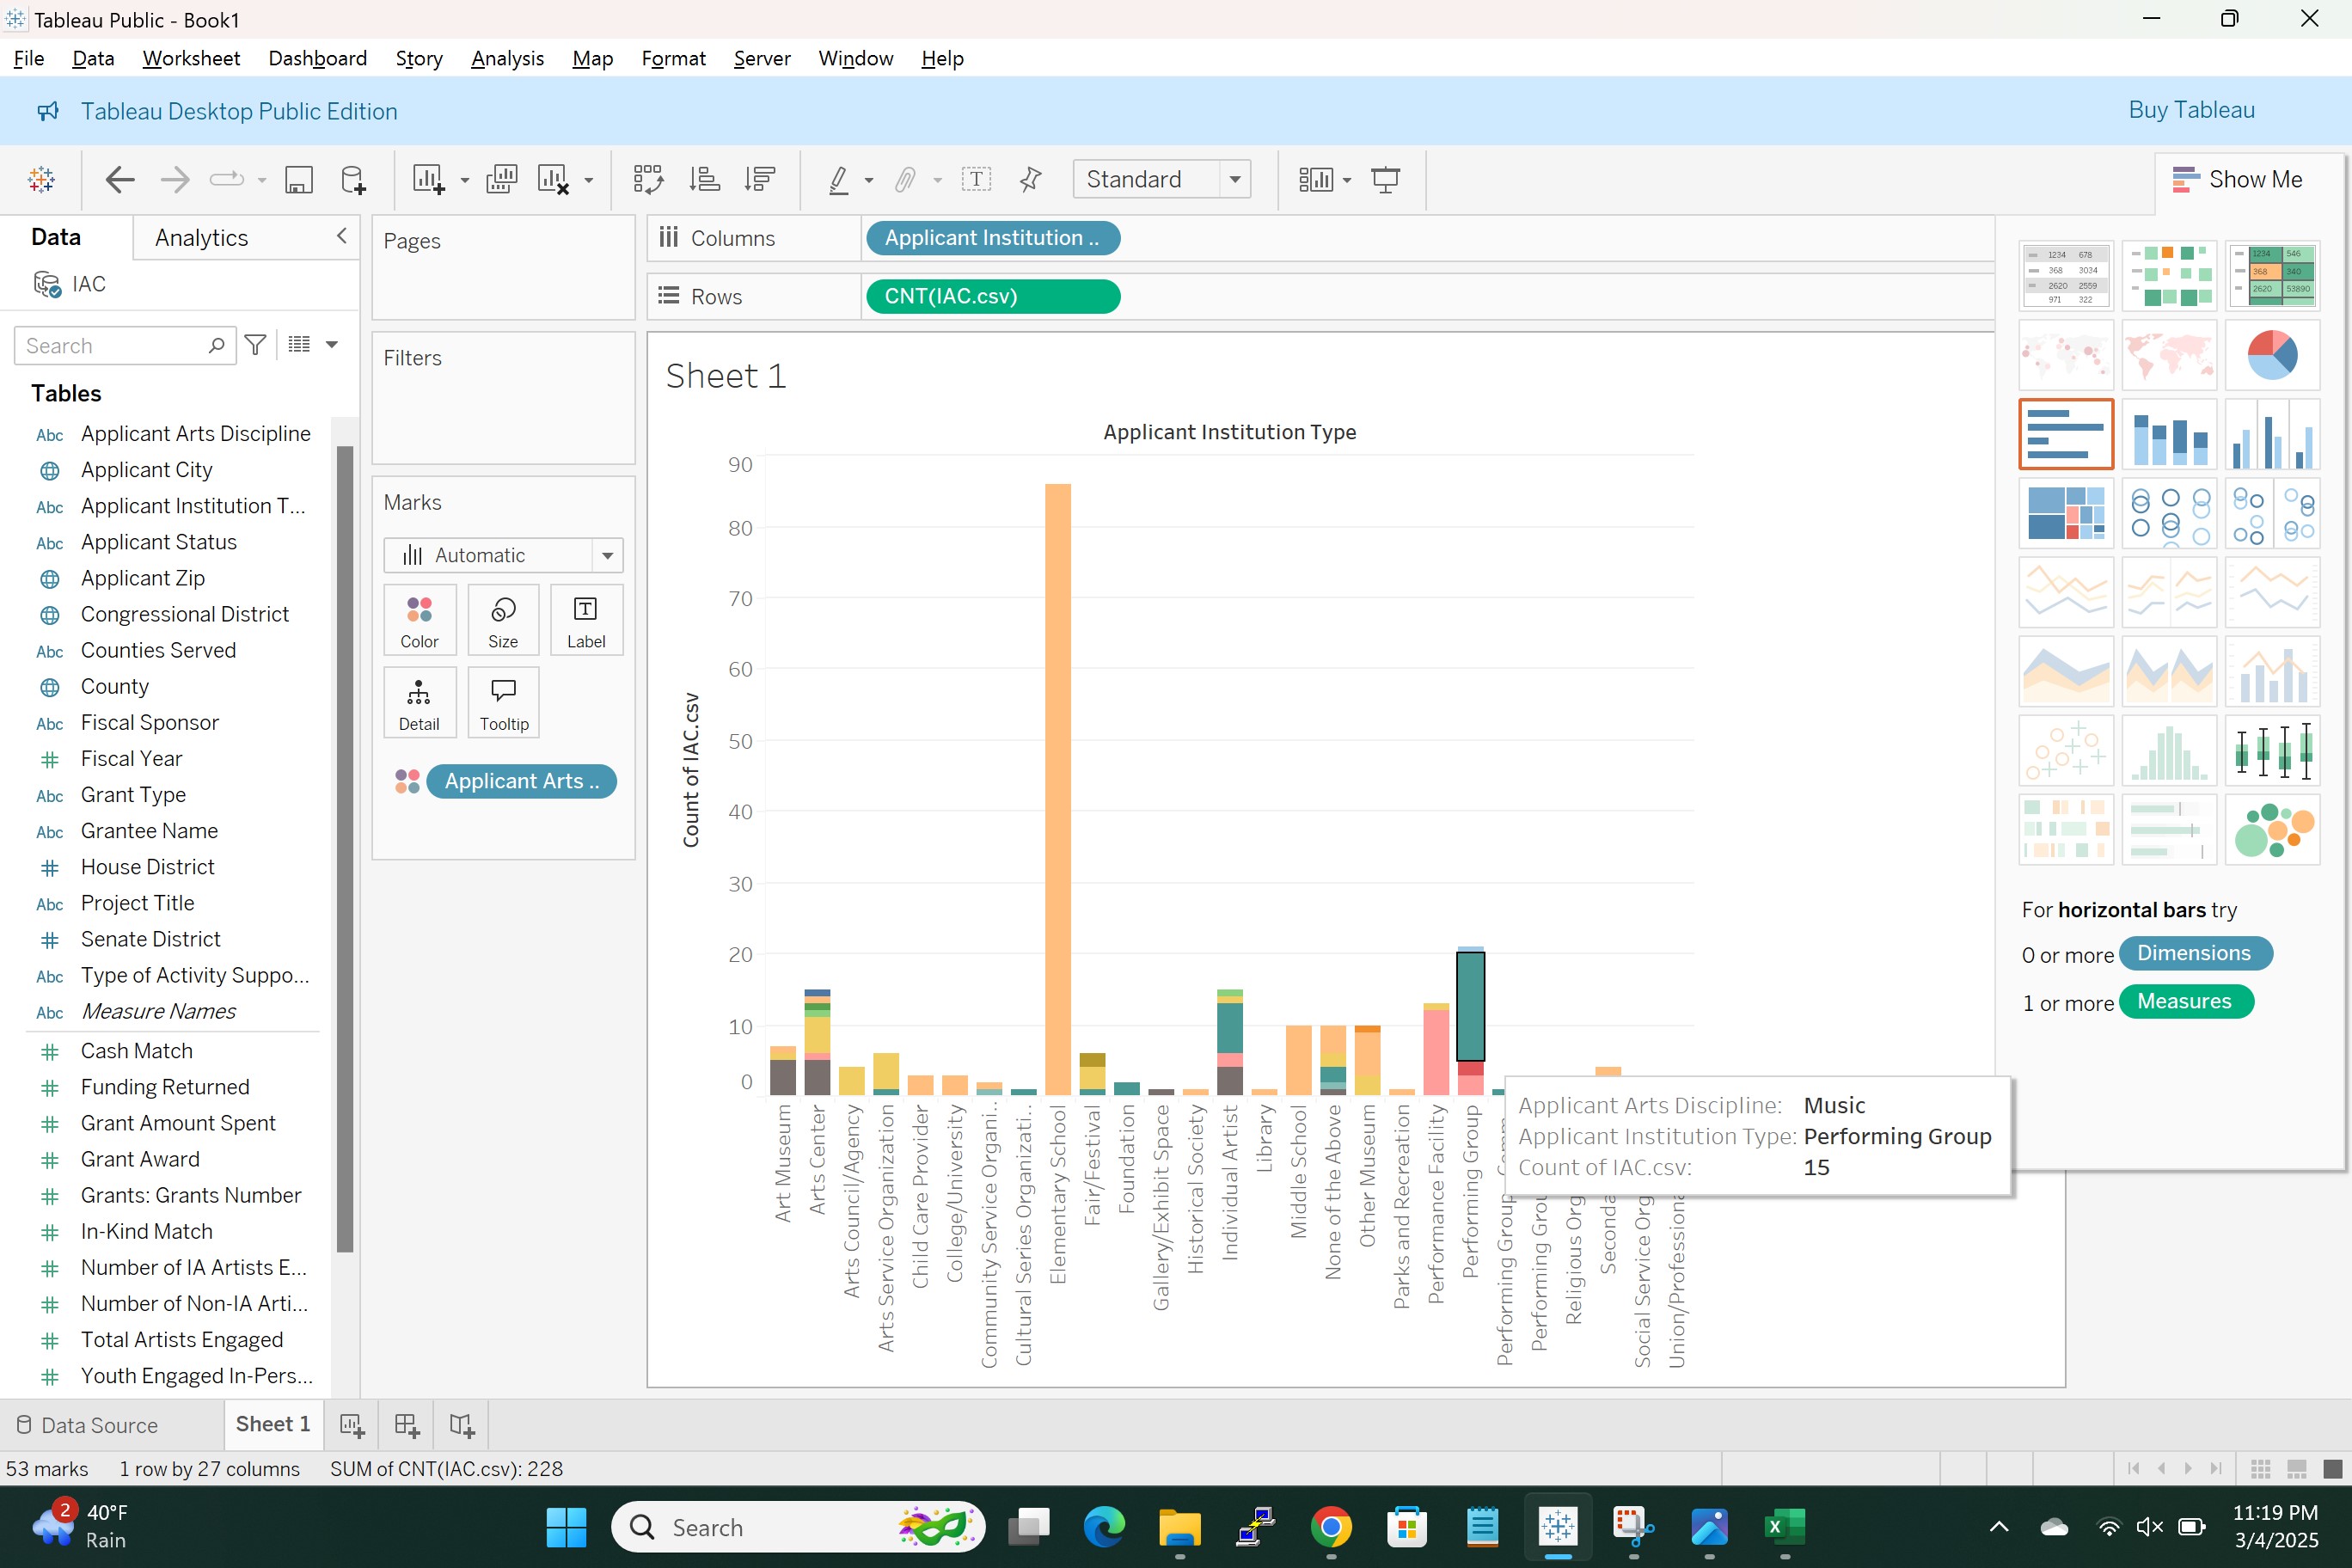 Tableau Public - Book1
File Data Worksheet Dashboard Story Analysis Map Format Server Window Help
Tableau Desktop Public Edition
Buy Tableau
Standard
Show Me
Data
Analytics
IAC
Search
Tables
Abc Applicant Arts Discipline
Applicant City
Abc Applicant Institution T...
Abc Applicant Status
Applicant Zip
Congressional District
Abc Counties Served
County
Abc Fiscal Sponsor
# Fiscal Year
Abc Grant Type
Abc Grantee Name
# House District
Abc Project Title
# Senate District
Abc Type of Activity Suppo...
Abc Measure Names
# Cash Match
# Funding Returned
# Grant Amount Spent
# Grant Award
# Grants: Grants Number
# In-Kind Match
# Number of IA Artists E...
# Number of Non-IA Arti...
# Total Artists Engaged
# Youth Engaged In-Pers...
Pages
Filters
Marks
Automatic
Color
Size
Label
Detail
Tooltip
Applicant Arts ..
Columns
Applicant Institution ..
Rows
CNT(IAC.csv)
Sheet 1
Applicant Institution Type
Count of IAC.csv
90
80
70
60
50
40
30
20
10
0
Art Museum
Arts Center
Arts Council/Agency
Arts Service Organization
Child Care Provider
College/University
Community Service Organi..
Cultural Series Organizati..
Elementary School
Fair/Festival
Foundation
Gallery/Exhibit Space
Historical Society
Individual Artist
Library
Middle School
None of the Above
Other Museum
Parks and Recreation
Performance Facility
Performing Group
Performing Group
Performing Grou
Religious Org
Seconda
Social Service Org
Union/Professiona
Applicant Arts Discipline: Music
Applicant Institution Type: Performing Group
Count of IAC.csv: 15
1234 678
368 3034
2620 2559
971 322
1234 546
368 340
2620 53890
For horizontal bars try
0 or more Dimensions
1 or more Measures
Data Source
Sheet 1
53 marks 1 row by 27 columns SUM of CNT(IAC.csv): 228
2
40°F
Rain
Search
11:19 PM
3/4/2025